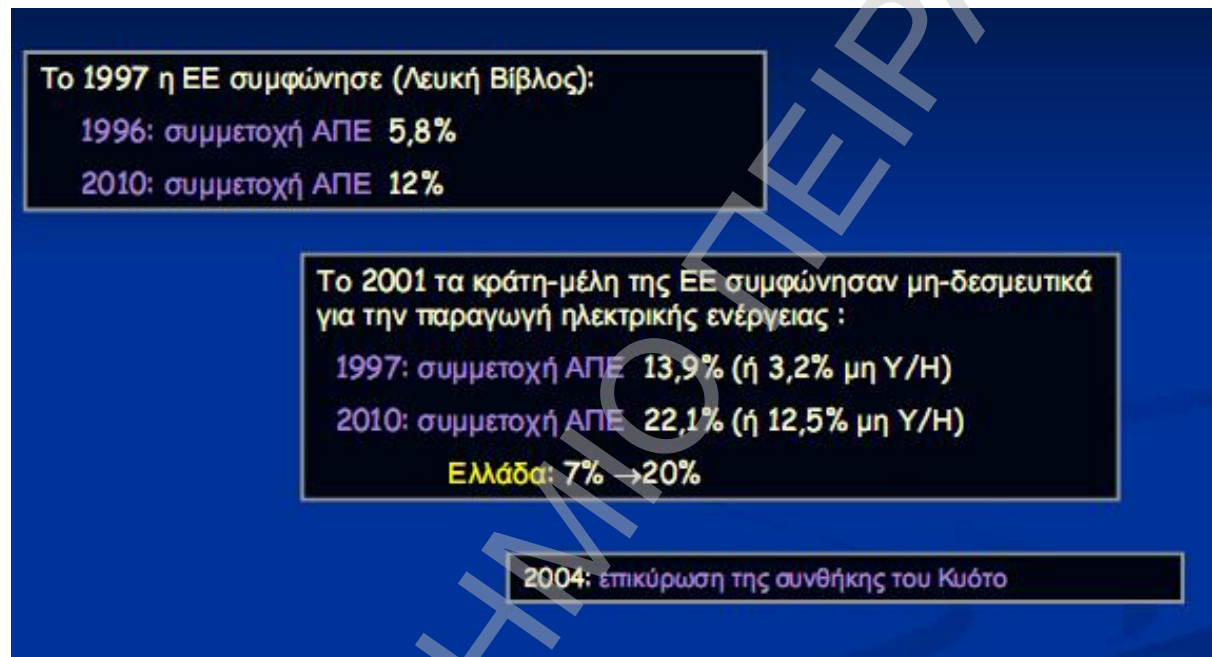 Το 1997 η ΕΕ συμφώνησε (Λευκή Βίβλος):
1996: συμμετοχή ΑΠΕ 5,8%
2010: συμμετοχή ΑΠΕ 12%
Το 2001 τα κράτη-μέλη της ΕΕ συμφώνησαν μη-δεσμευτικά
για την παραγωγή ηλεκτρικής ενέργειας :
1997: συμμετοχή ΑΠΕ 13,9% (ή 3,2% μη Υ/Η)
2010: συμμετοχή ΑΠΕ 22,1% (ή 12,5% μη Υ/Η)
Ελλάδα: 7% →20%
2004: επικύρωση της συνθήκης του Κυότο